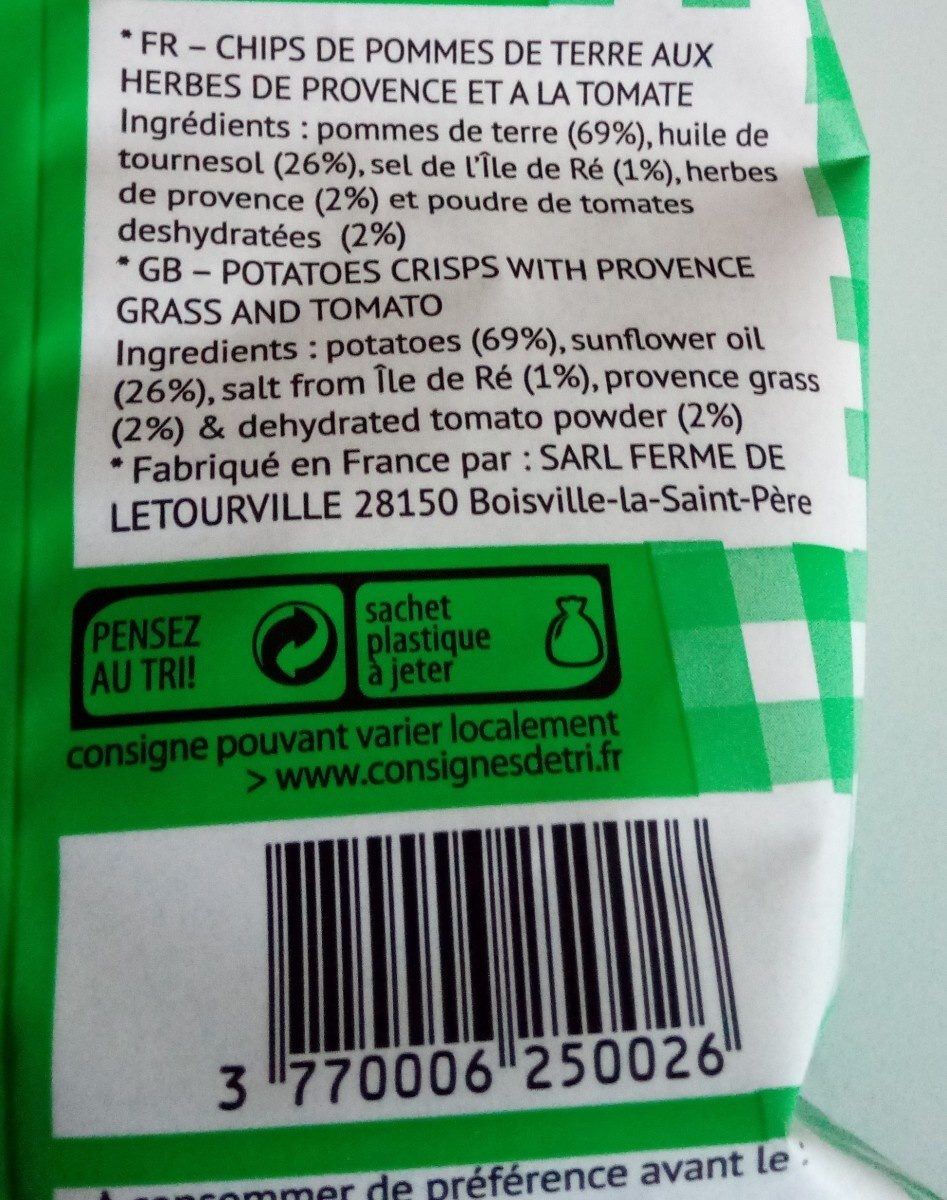 * FR – CHIPS DE POMMES DE TERRE AUX
HERBES DE PROVENCE ET A LA TOMATE
Ingrédients : pommes de terre (69%), huile de
tournesol (26%), sel de l'Île de Ré (1%), herbes
de provence (2%) et poudre de tomates
deshydratées (2%)
* GB – POTATOES CRISPS WITH PROVENCE
GRASS AND TOMATO
Ingredients : potatoes (69%), sunflower oil
(26%), salt from Île de Ré (1%), provence grass
(2%) & dehydrated tomato powder (2%)
* Fabriqué en France par : SARL FERME DE
LETOURVILLE 28150 Boisville-la-Saint-Père
PENSEZ
AU TRI!
sachet
plastique
à jeter
consigne pouvant varier localement
> www.consignesdetri.fr
3 770006 250026
de préférence avant le :